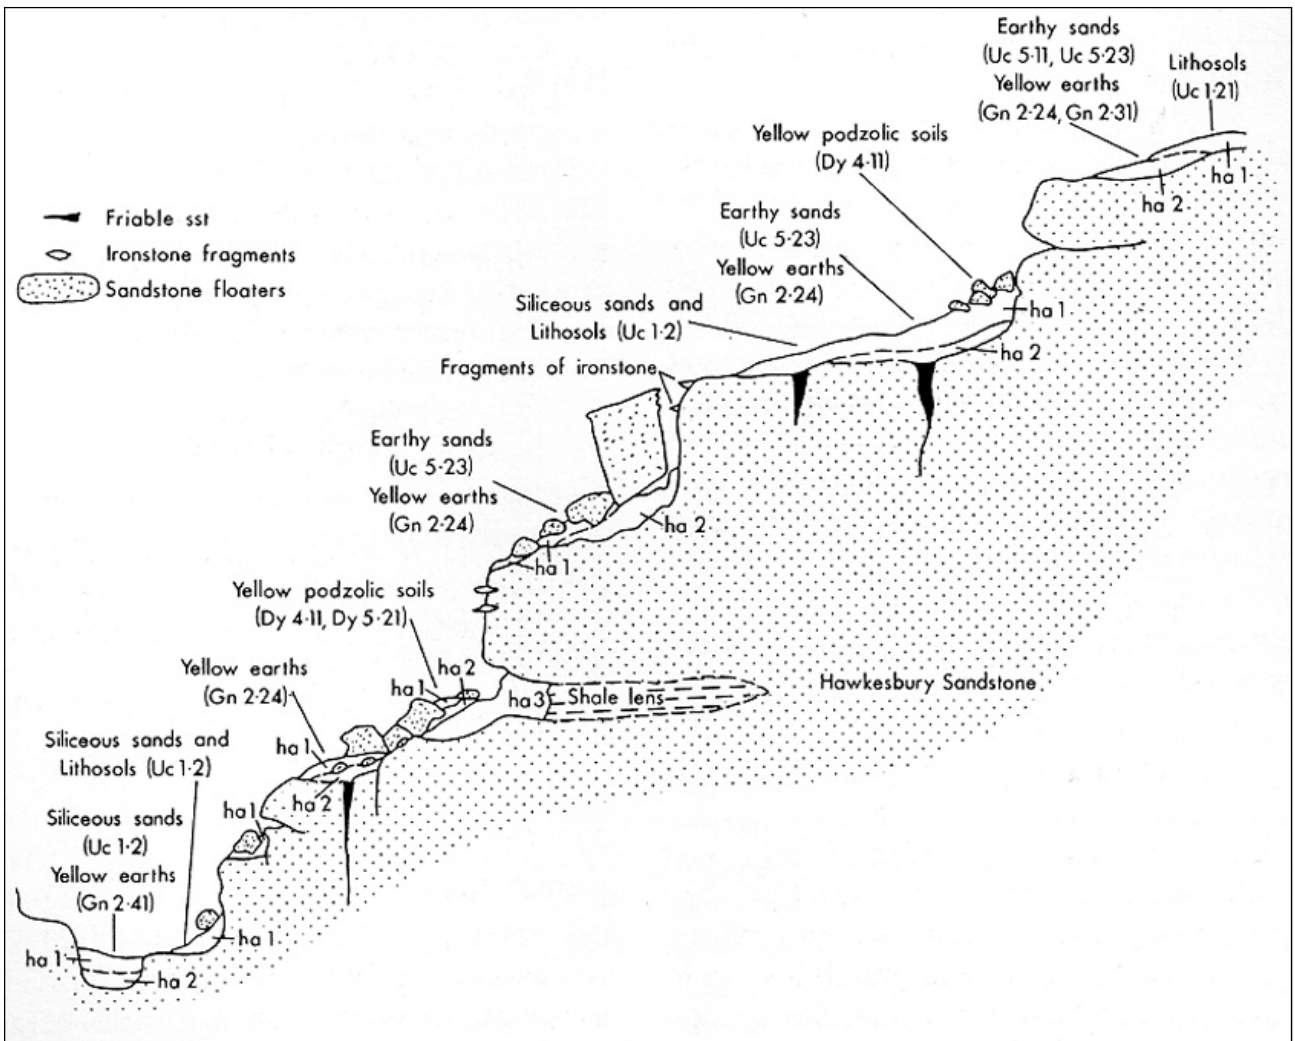 Earthy sands
(Uc 5·11, Uc 5·23)
Yellow earths
(Gn 2·24, Gn 2·31)
Lithosols
(Uc 1·21)
Yellow podzolic soils
(Dy 4·11)
ha 1
ha 2
Friable sst
Ironstone fragments
Sandstone floaters
Earthy sands
(Uc 5·23)
Yellow earths
(Gn 2·24)
Siliceous sands and
Lithosols (Uc 1·2)
ha 1
ha 2
Fragments of ironstone
Earthy sands
(Uc 5·23)
Yellow earths
(Gn 2·24)
ha 2
ha 1
Yellow podzolic soils
(Dy 4·11, Dy 5·21)
ha 2
ha 1
ha 3
Shale lens
Hawkesbury Sandstone
Yellow earths
(Gn 2·24)
ha 1
ha 2
ha 1
Siliceous sands and
Lithosols (Uc 1·2)
Siliceous sands
(Uc 1·2)
Yellow earths
(Gn 2·41)
ha 1
ha 1
ha 2